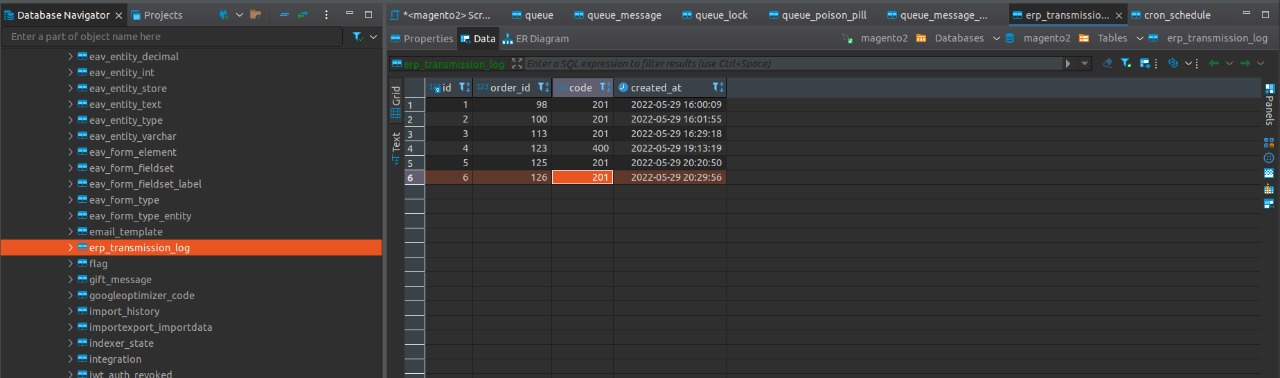 Database Navigator
Projects
Enter a part of object name here
eav_entity_decimal
eav_entity_int
eav_entity_store
eav_entity_text
eav_entity_type
eav_entity_varchar
eav_form_element
eav_form_fieldset
eav_form_fieldset_label
eav_form_type
eav_form_type_entity
email_template
erp_transmission_log
flag
gift_message
googleoptimizer_code
import_history
importexport_importdata
indexer_state
integration
jwt_auth_revoked
*<magento2> Scr... queue queue_message queue_lock queue_poison_pill queue_message_... erp_transmissio... cron_schedule
Properties Data ER Diagram magento2 Databases magento2 Tables erp_transmission_log
erp_transmission_log Enter a SQL expression to filter results (use Ctrl+Space)
Grid
Text
id 123 order_id 123 code created_at
1 1 98 201 2022-05-29 16:00:09
2 2 100 201 2022-05-29 16:01:55
3 3 113 201 2022-05-29 16:29:18
4 4 123 400 2022-05-29 19:13:19
5 5 125 201 2022-05-29 20:20:50
6 6 126 201 2022-05-29 20:29:56
Panels